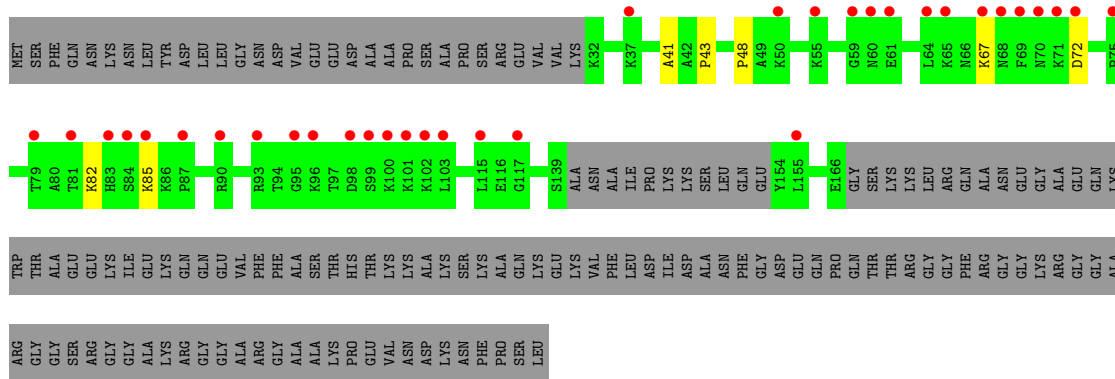 MET SER PHE GLN ASN LYS ASN LEU TYR ASP LEU LEU GLY ASN ASP VAL GLU GLU ASP ALA ALA PRO SER ALA PRO SER ARG GLU VAL VAL LYS K32 K37 A41 A42 P43 P48 A49 K50 K55 G59 N60 E61 L64 K65 N66 K67 N68 F69 N70 K71 D72 R75
T79 A80 T81 K82 H83 S84 K85 K86 P87 R90 R93 T94 G95 K96 T97 D98 S99 K100 K101 K102 L103 L115 E116 G117 S139 ALA ASN ALA ILE PRO LYS LYS SER LEU GLN GLU Y154 L155 E166 GLY SER LYS LYS LEU ARG GLN ALA ASN GLU GLY ALA GLU GLN LYS
TRP THR ALA GLU GLU LYS ILE GLU LYS GLN GLN GLU VAL PHE PHE ALA SER THR HIS THR LYS LYS ALA LYS SER LYS ALA GLN LYS GLU LYS VAL PHE LEU ASP ILE ASP ALA ASN PHE GLY ASP GLU GLN PRO GLN THR THR ARG GLY GLY PHE ARG GLY GLY LYS ARG GLY GLY ALA
ARG GLY GLY SER ARG GLY GLY ALA LYS ARG GLY GLY ALA ARG GLY ALA ALA LYS PRO GLU VAL ASN ASP LYS ASN PHE PRO SER LEU